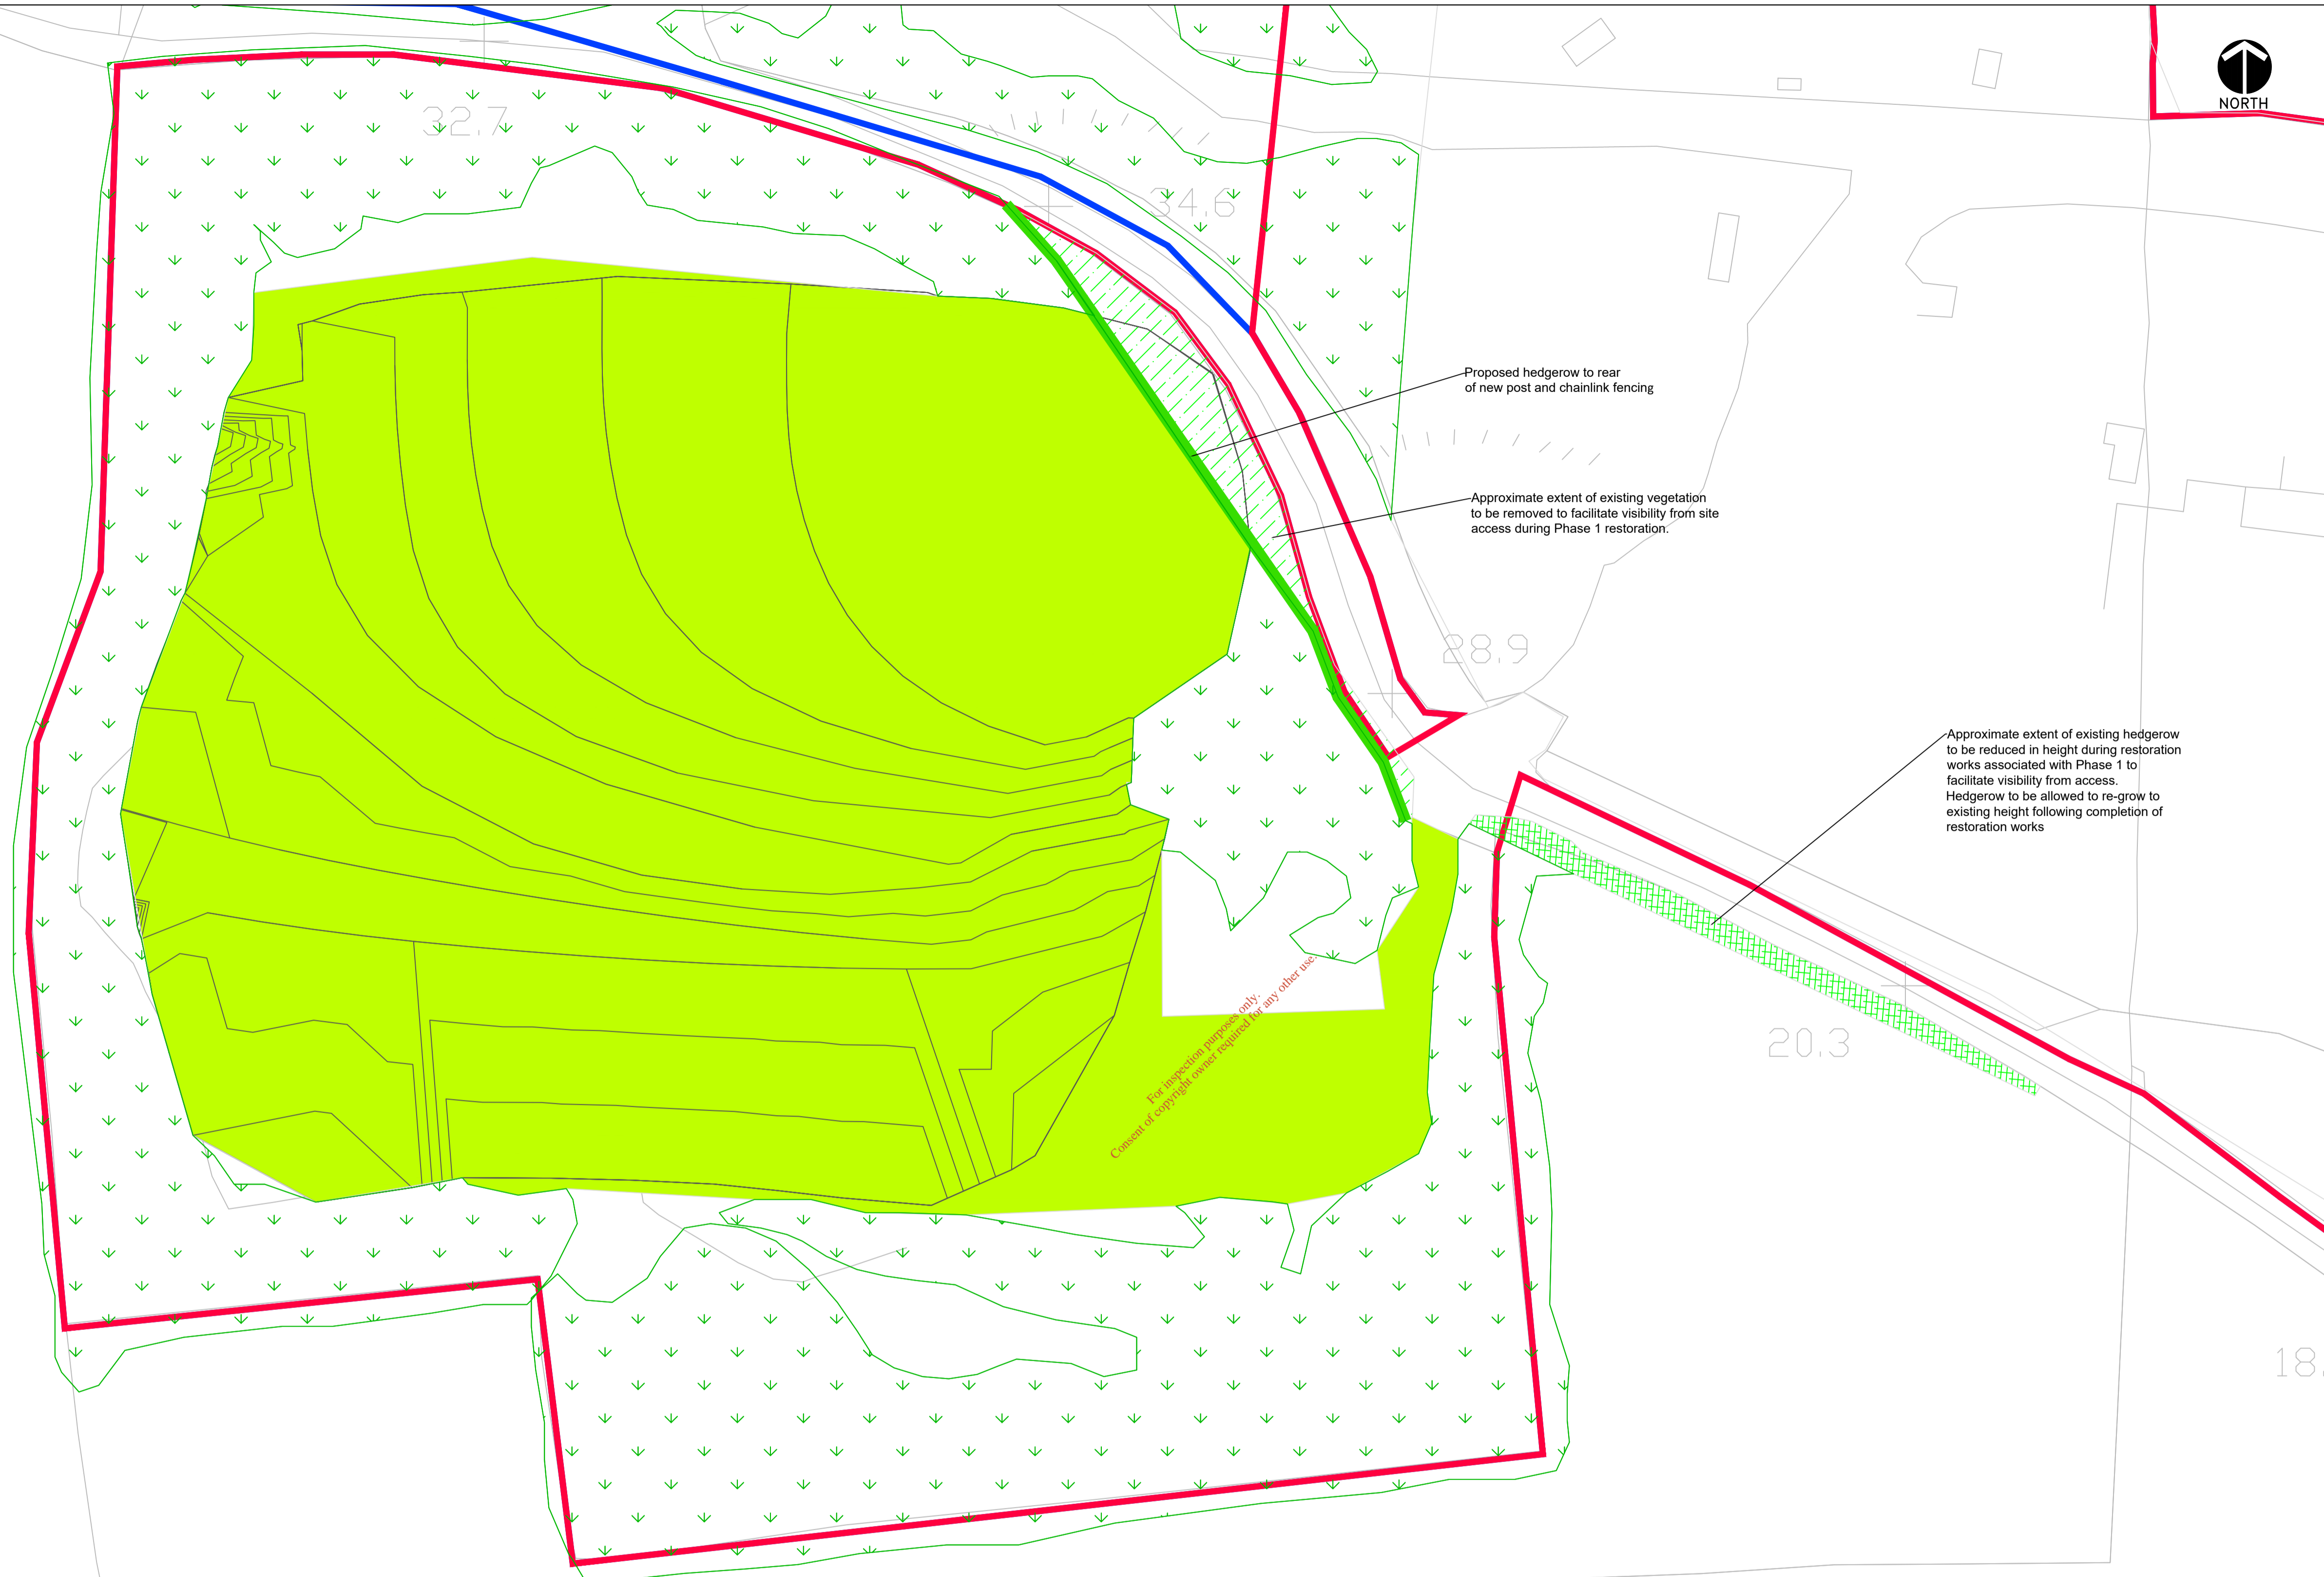 NORTH
32.7
34.6
Proposed hedgerow to rear
of new post and chainlink fencing
Approximate extent of existing vegetation
to be removed to facilitate visibility from site
access during Phase 1 restoration.
28.9
Approximate extent of existing hedgerow
to be reduced in height during restoration
works associated with Phase 1 to
facilitate visibility from access.
Hedgerow to be allowed to re-grow to
existing height following completion of
restoration works
For inspection purposes only.
Consent of copyright owner required for any other use.
20.3
18